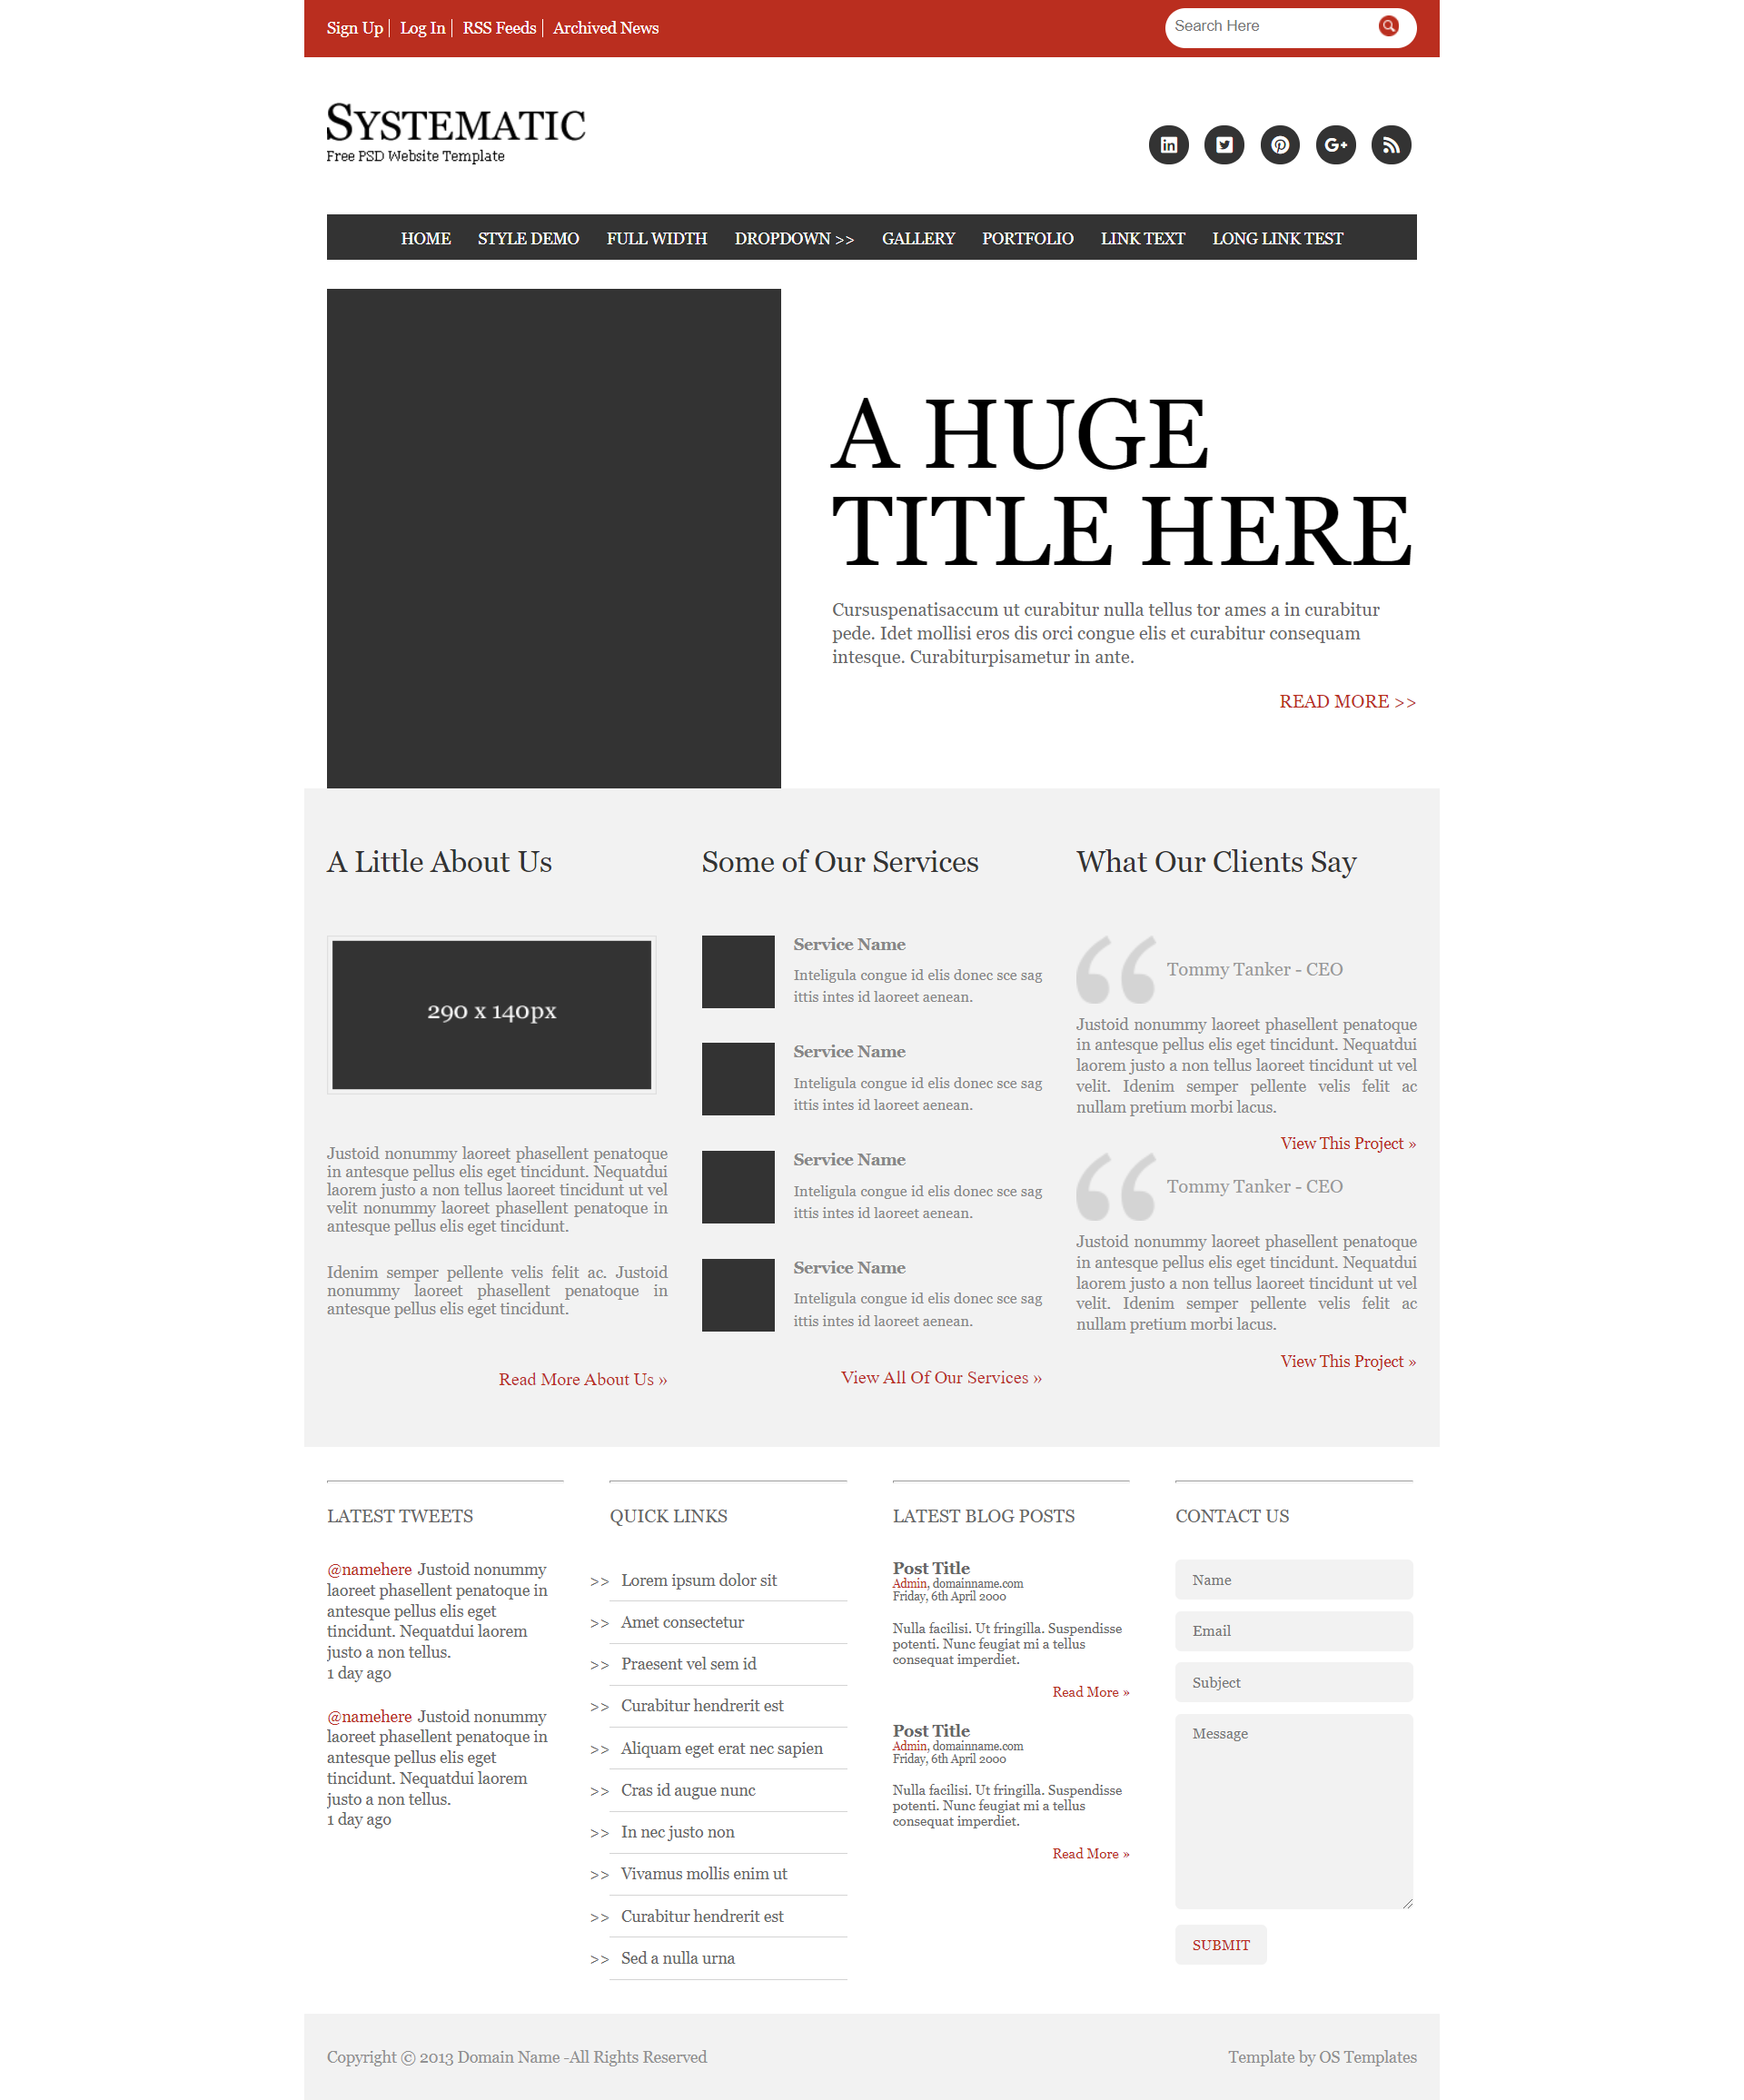 Sign Up | Log In | RSS Feeds | Archived News
Search Here
SYSTEMATIC
Free PSD Website Template
HOME STYLE DEMO FULL WIDTH DROPDOWN >> GALLERY PORTFOLIO LINK TEXT LONG LINK TEST
A HUGE
TITLE HERE
Cursuspenatisaccum ut curabitur nulla tellus tor ames a in curabitur
pede. Idet mollisi eros dis orci congue elis et curabitur consequam
intesque. Curabiturpisametur in ante.
READ MORE >>
A Little About Us
290 x 140px
Justoid nonummy laoreet phasellent penatoque
in antesque pellus elis eget tincidunt. Nequatdui
laorem justo a non tellus laoreet tincidunt ut vel
velit nonummy laoreet phasellent penatoque in
antesque pellus elis eget tincidunt.
Idenim semper pellente velis felit ac. Justoid
nonummy laoreet phasellent penatoque in
antesque pellus elis eget tincidunt.
Read More About Us »
Some of Our Services
Service Name
Inteligula congue id elis donec sce sag
ittis intes id laoreet aenean.
Service Name
Inteligula congue id elis donec sce sag
ittis intes id laoreet aenean.
Service Name
Inteligula congue id elis donec sce sag
ittis intes id laoreet aenean.
Service Name
Inteligula congue id elis donec sce sag
ittis intes id laoreet aenean.
View All Of Our Services »
What Our Clients Say
Tommy Tanker - CEO
Justoid nonummy laoreet phasellent penatoque
in antesque pellus elis eget tincidunt. Nequatdui
laorem justo a non tellus laoreet tincidunt ut vel
velit. Idenim semper pellente velis felit ac
nullam pretium morbi lacus.
View This Project »
Tommy Tanker - CEO
Justoid nonummy laoreet phasellent penatoque
in antesque pellus elis eget tincidunt. Nequatdui
laorem justo a non tellus laoreet tincidunt ut vel
velit. Idenim semper pellente velis felit ac
nullam pretium morbi lacus.
View This Project »
LATEST TWEETS
@namehere Justoid nonummy
laoreet phasellent penatoque in
antesque pellus elis eget
tincidunt. Nequatdui laorem
justo a non tellus.
1 day ago
@namehere Justoid nonummy
laoreet phasellent penatoque in
antesque pellus elis eget
tincidunt. Nequatdui laorem
justo a non tellus.
1 day ago
QUICK LINKS
>> Lorem ipsum dolor sit
>> Amet consectetur
>> Praesent vel sem id
>> Curabitur hendrerit est
>> Aliquam eget erat nec sapien
>> Cras id augue nunc
>> In nec justo non
>> Vivamus mollis enim ut
>> Curabitur hendrerit est
>> Sed a nulla urna
LATEST BLOG POSTS
Post Title
Admin, domainname.com
Friday, 6th April 2000
Nulla facilisi. Ut fringilla. Suspendisse
potenti. Nunc feugiat mi a tellus
consequat imperdiet.
Read More »
Post Title
Admin, domainname.com
Friday, 6th April 2000
Nulla facilisi. Ut fringilla. Suspendisse
potenti. Nunc feugiat mi a tellus
consequat imperdiet.
Read More »
CONTACT US
Name
Email
Subject
Message
SUBMIT
Copyright © 2013 Domain Name -All Rights Reserved
Template by OS Templates